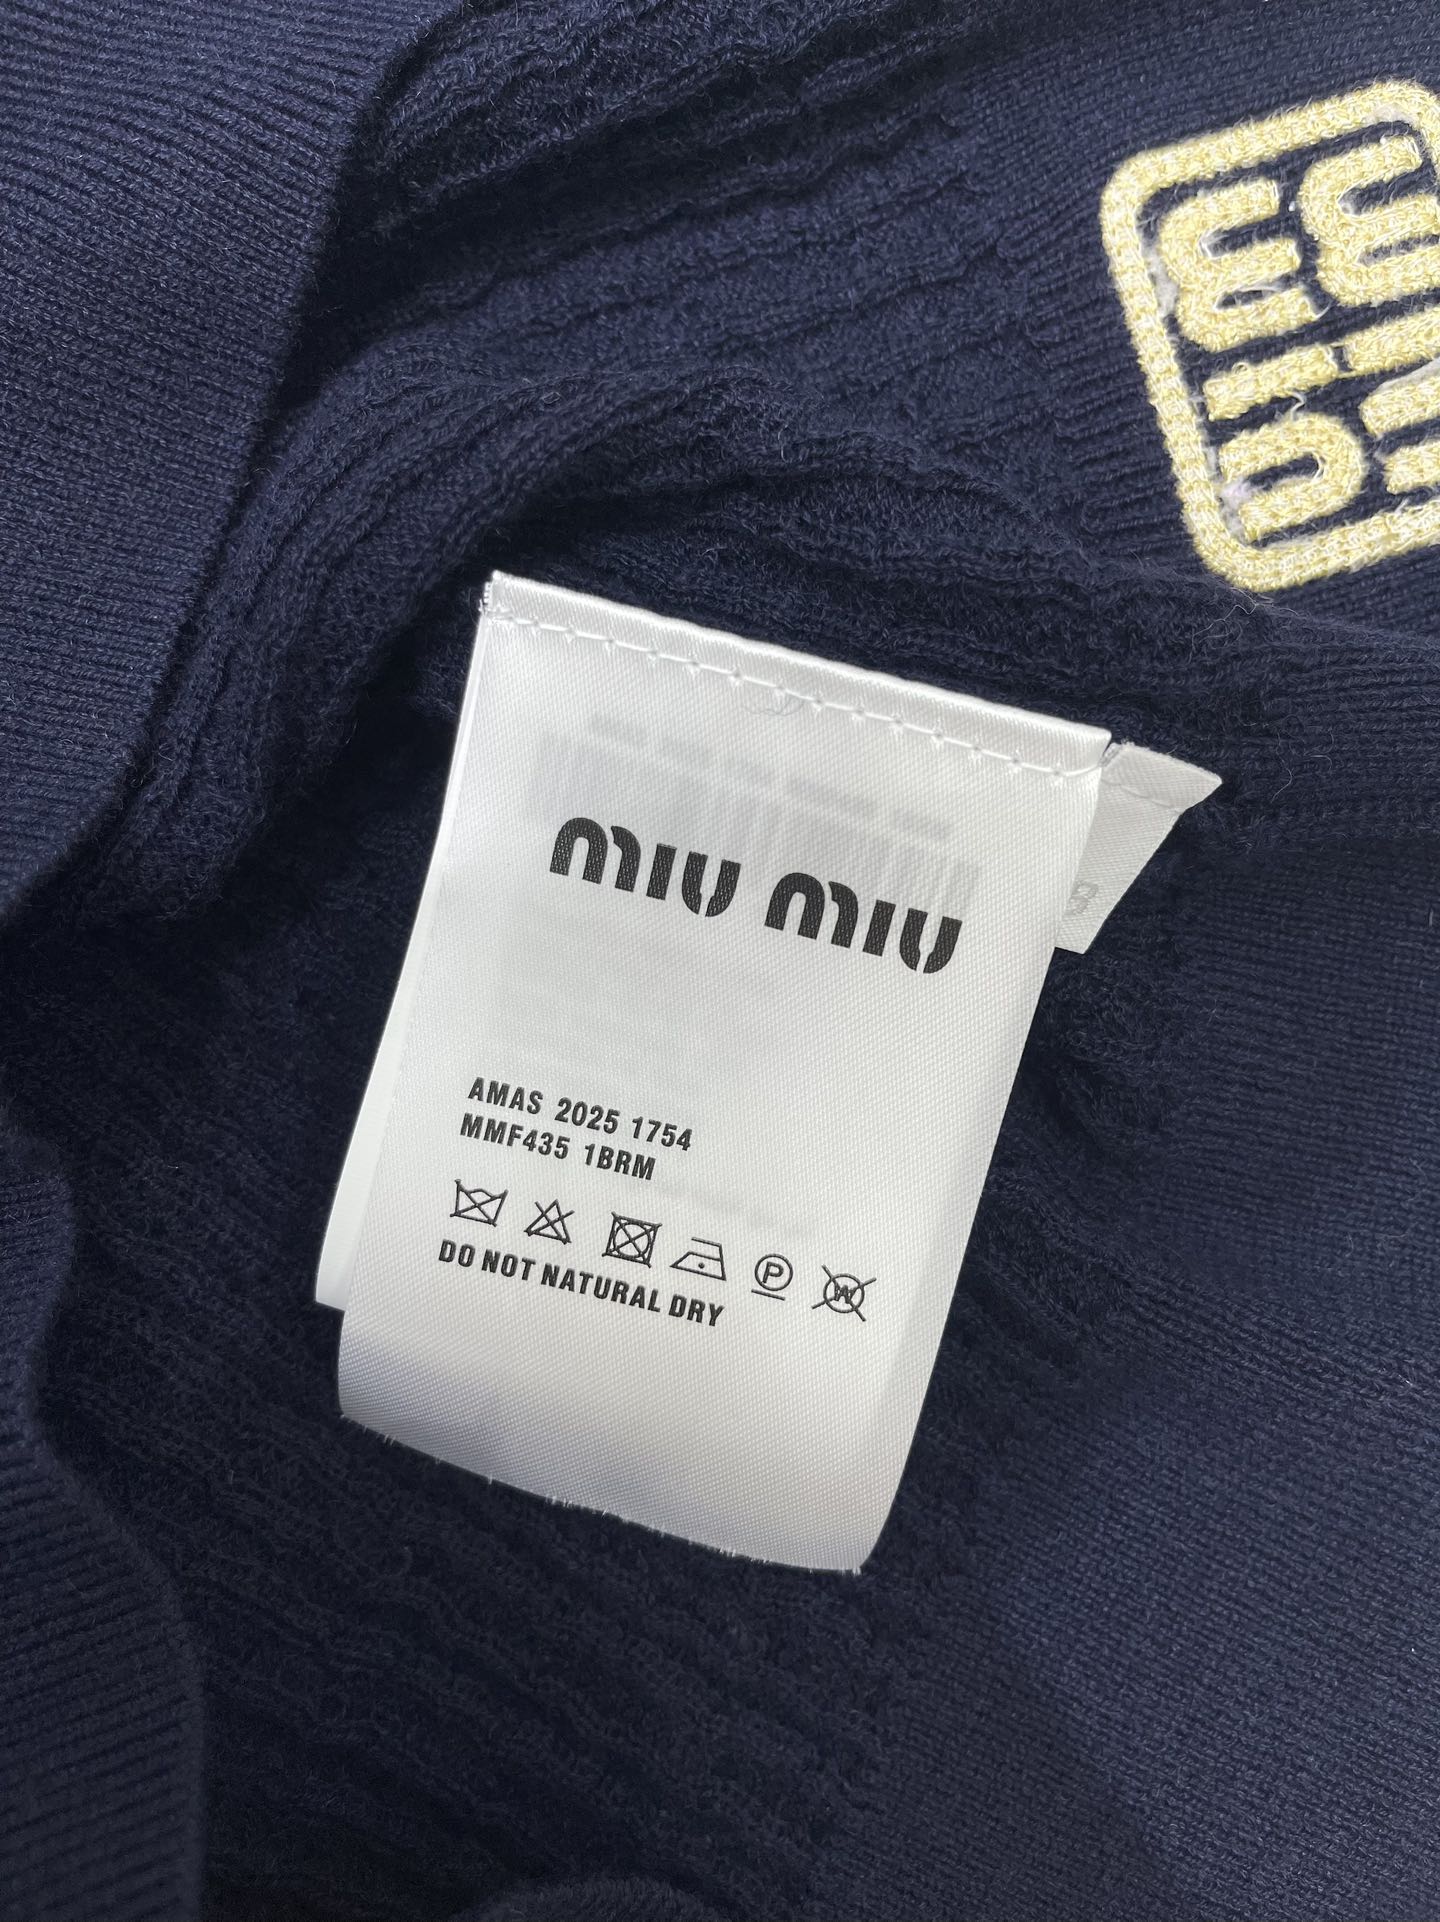 miu miu
AMAS 2025 1754
MMF435 1BRM
P
W
DO NOT NATURAL DRY